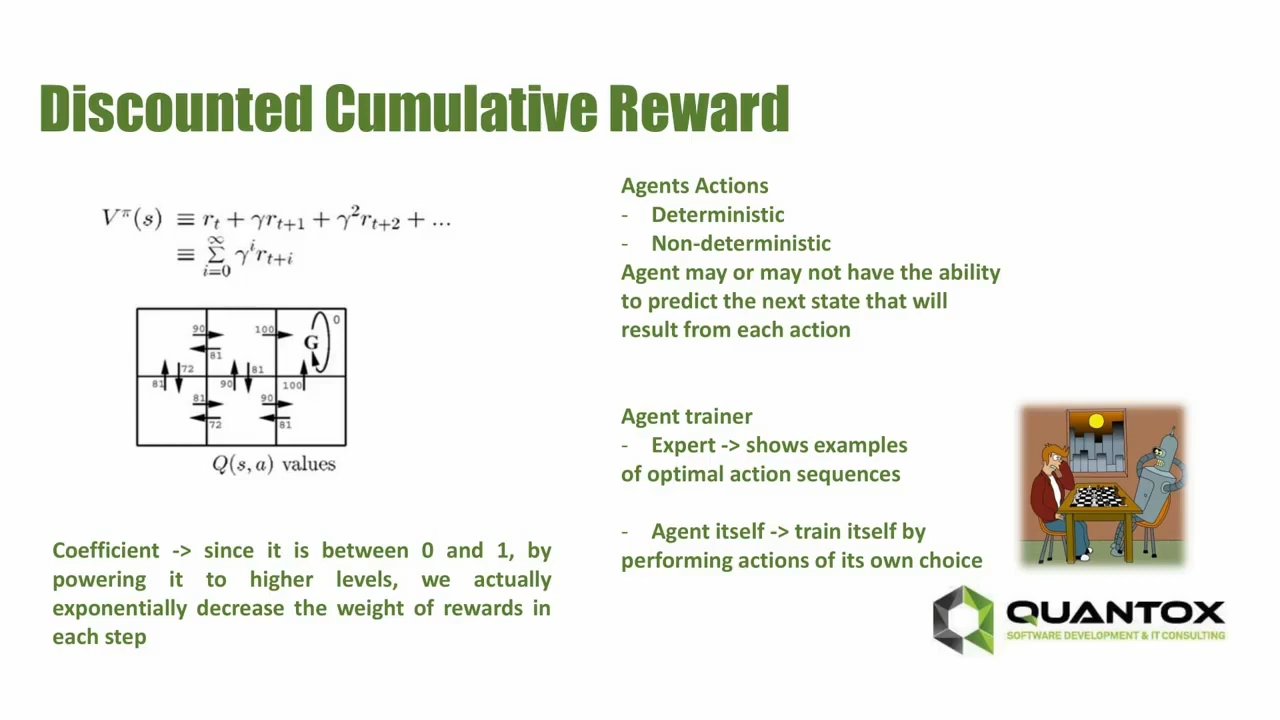 Discounted Cumulative Reward
V^π(s) ≡ r_t + γr_{t+1} + γ^2 r_{t+2} + ...
≡ ∑_{i=0}^{∞} γ^i r_{t+i}
90 100 0
G
81
72 81
81 90 100
81 90
72 81
Q(s, a) values
Coefficient -> since it is between 0 and 1, by
powering it to higher levels, we actually
exponentially decrease the weight of rewards in
each step
Agents Actions
- Deterministic
- Non-deterministic
Agent may or may not have the ability
to predict the next state that will
result from each action
Agent trainer
- Expert -> shows examples
of optimal action sequences
- Agent itself -> train itself by
performing actions of its own choice
QUANTOX
SOFTWARE DEVELOPMENT & IT CONSULTING